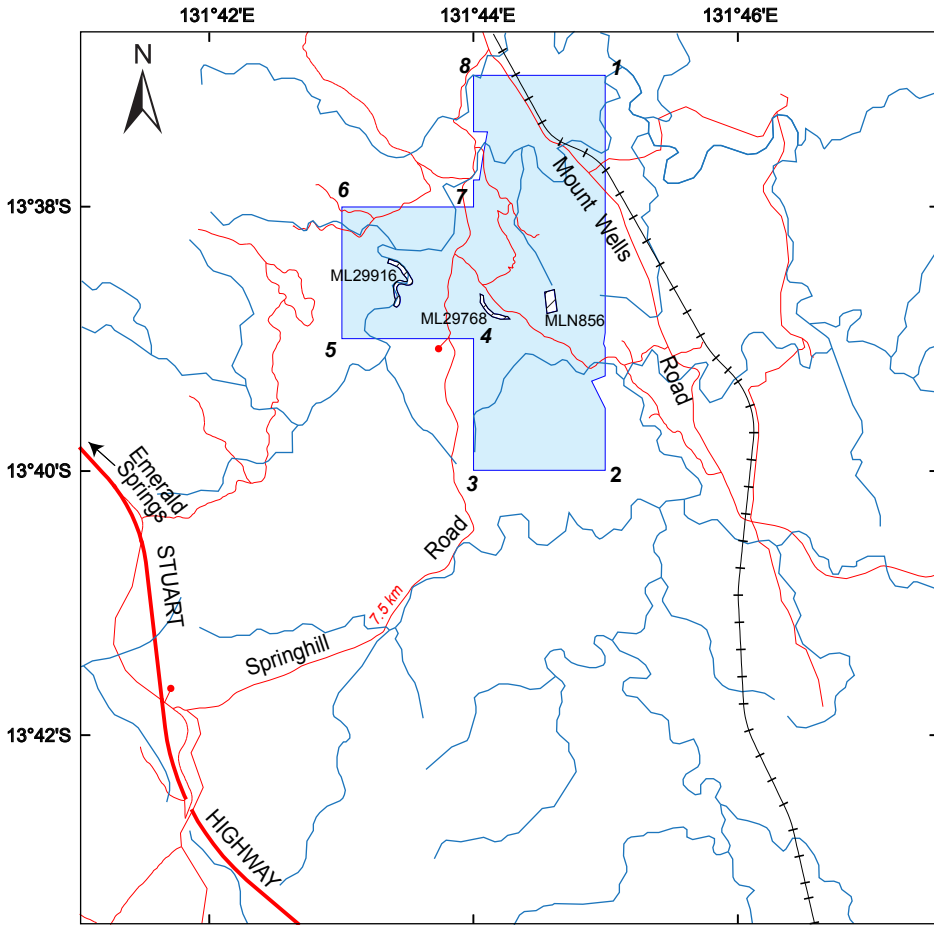 131°42'E
131°44'E
131°46'E
N
8
1
13°38'S
6
7
Mount Wells
ML29916
ML29768
MLN856
5
4
Road
13°40'S
3
2
Emerald
Springs
STUART
Road
7.5 km
Springhill
13°42'S
HIGHWAY